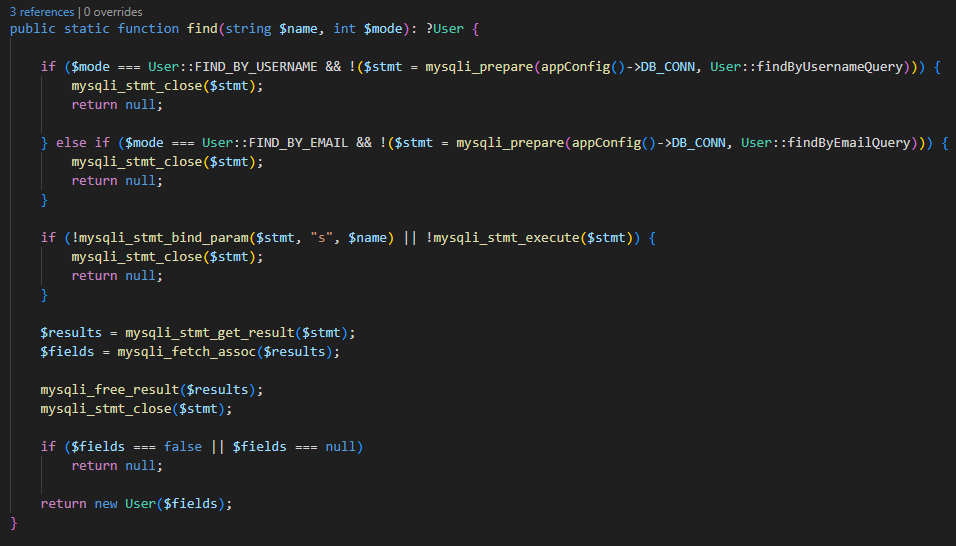 3 references | 0 overrides
public static function find(string $name, int $mode): ?User {
if ($mode === User::FIND_BY_USERNAME && !($stmt = mysqli_prepare(appConfig()->DB_CONN, User::findByUsernameQuery))) {
mysqli_stmt_close($stmt);
return null;
} else if ($mode === User::FIND_BY_EMAIL && !($stmt = mysqli_prepare(appConfig()->DB_CONN, User::findByEmailQuery))) {
mysqli_stmt_close($stmt);
return null;
}
if (!mysqli_stmt_bind_param($stmt, "s", $name) || !mysqli_stmt_execute($stmt)) {
mysqli_stmt_close($stmt);
return null;
}
$results = mysqli_stmt_get_result($stmt);
$fields = mysqli_fetch_assoc($results);
mysqli_free_result($results);
mysqli_stmt_close($stmt);
if ($fields === false || $fields === null)
return null;
return new User($fields);
}